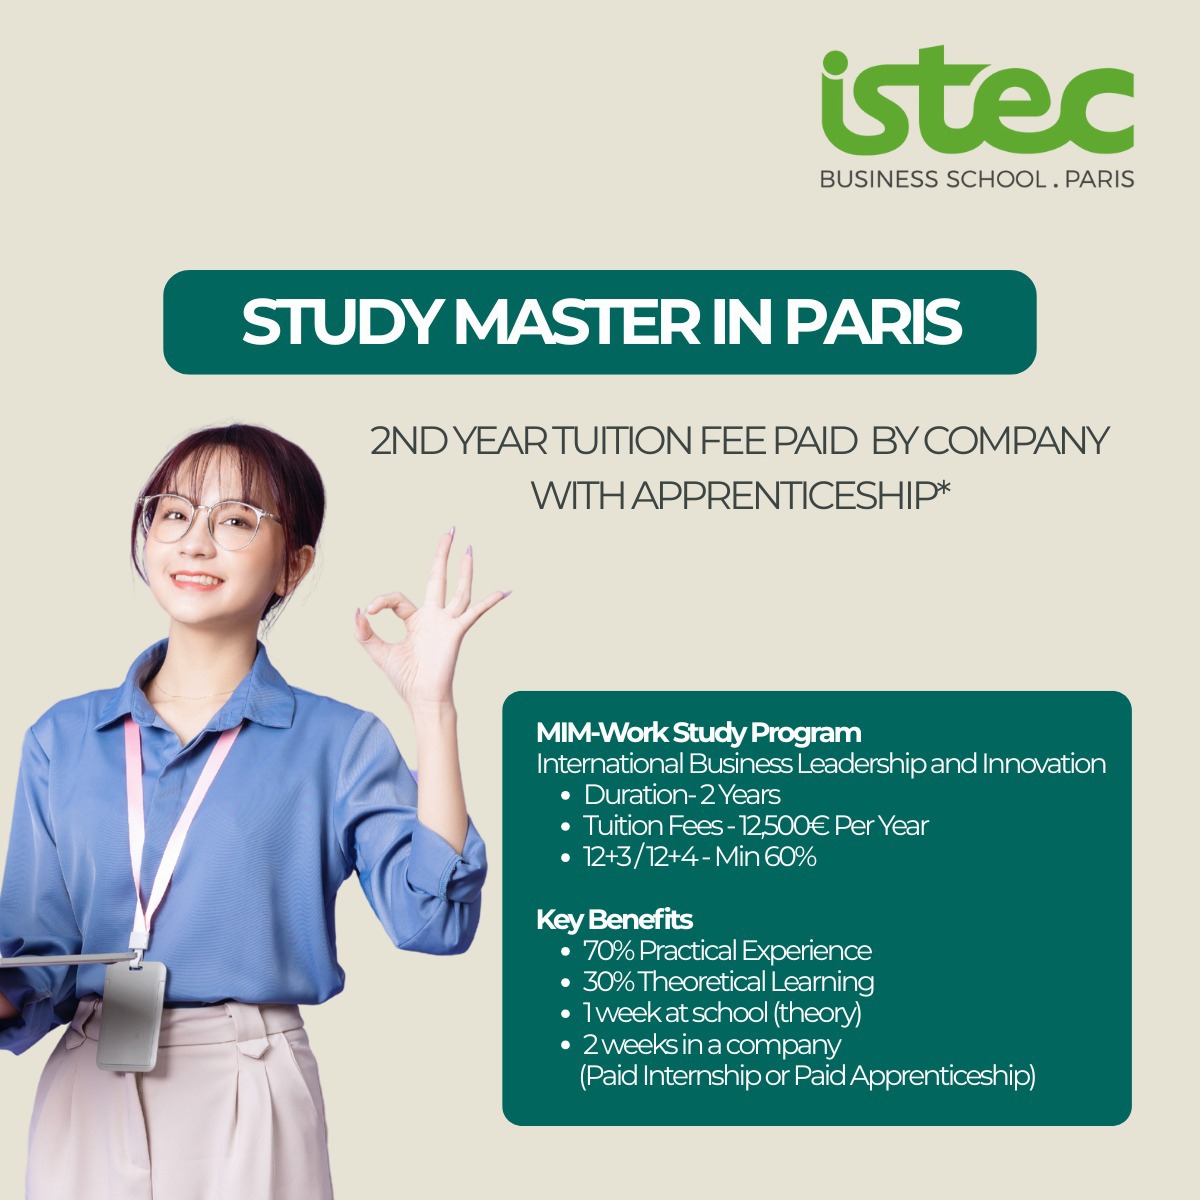 istec
BUSINESS SCHOOL . PARIS
STUDY MASTER IN PARIS
2ND YEAR TUITION FEE PAID BY COMPANY
WITH APPRENTICESHIP*
MIM-Work Study Program
International Business Leadership and Innovation
• Duration- 2 Years
• Tuition Fees - 12,500€ Per Year
• 12+3 / 12+4 - Min 60%
Key Benefits
• 70% Practical Experience
• 30% Theoretical Learning
• 1 week at school (theory)
• 2 weeks in a company
(Paid Internship or Paid Apprenticeship)